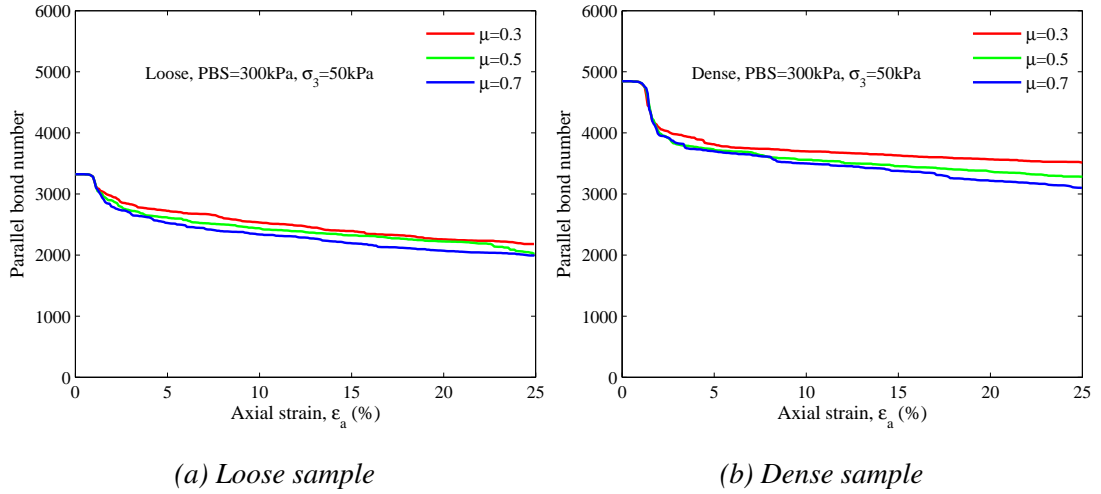 6000
5000
4000
3000
2000
1000
0
Parallel bond number
Loose, PBS=300kPa, σ3=50kPa
μ=0.3
μ=0.5
μ=0.7
0 5 10 15 20 25
Axial strain, εa (%)
(a) Loose sample
6000
5000
4000
3000
2000
1000
0
Parallel bond number
Dense, PBS=300kPa, σ3=50kPa
μ=0.3
μ=0.5
μ=0.7
0 5 10 15 20 25
Axial strain, εa (%)
(b) Dense sample